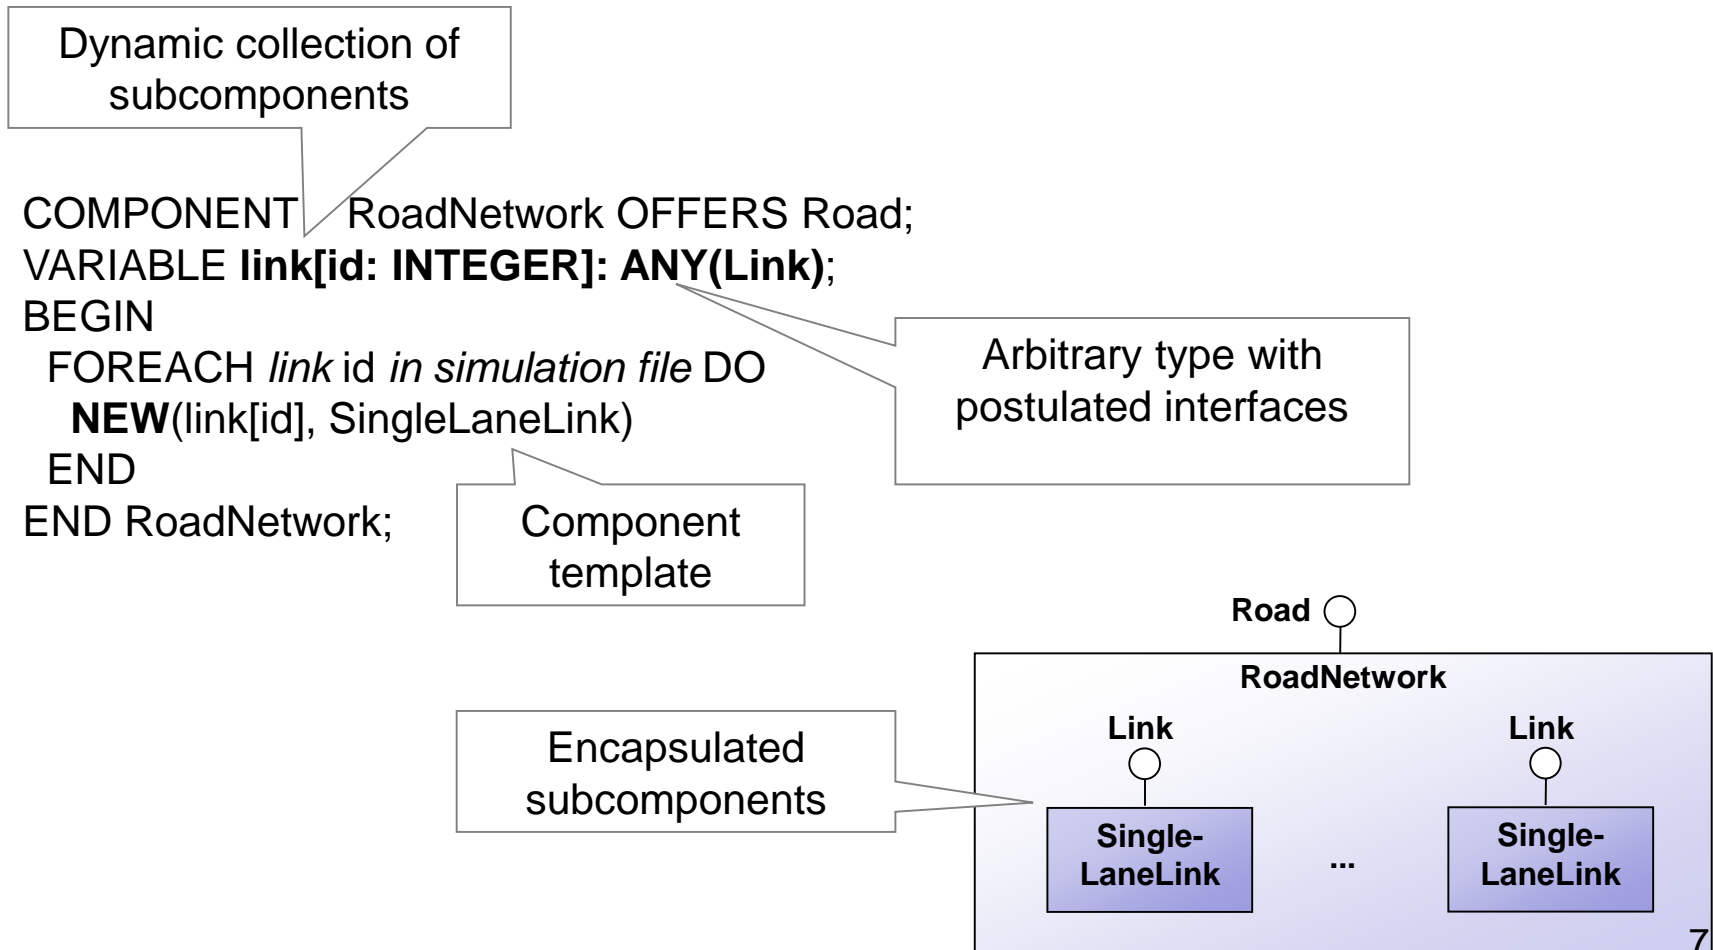 Dynamic collection of
subcomponents
COMPONENT RoadNetwork OFFERS Road;
VARIABLE link[id: INTEGER]: ANY(Link);
BEGIN
FOREACH link id in simulation file DO
NEW(link[id], SingleLaneLink)
END
END RoadNetwork;
Arbitrary type with
postulated interfaces
Component
template
Encapsulated
subcomponents
Road
RoadNetwork
Link
Link
Single-
LaneLink
...
Single-
LaneLink
7